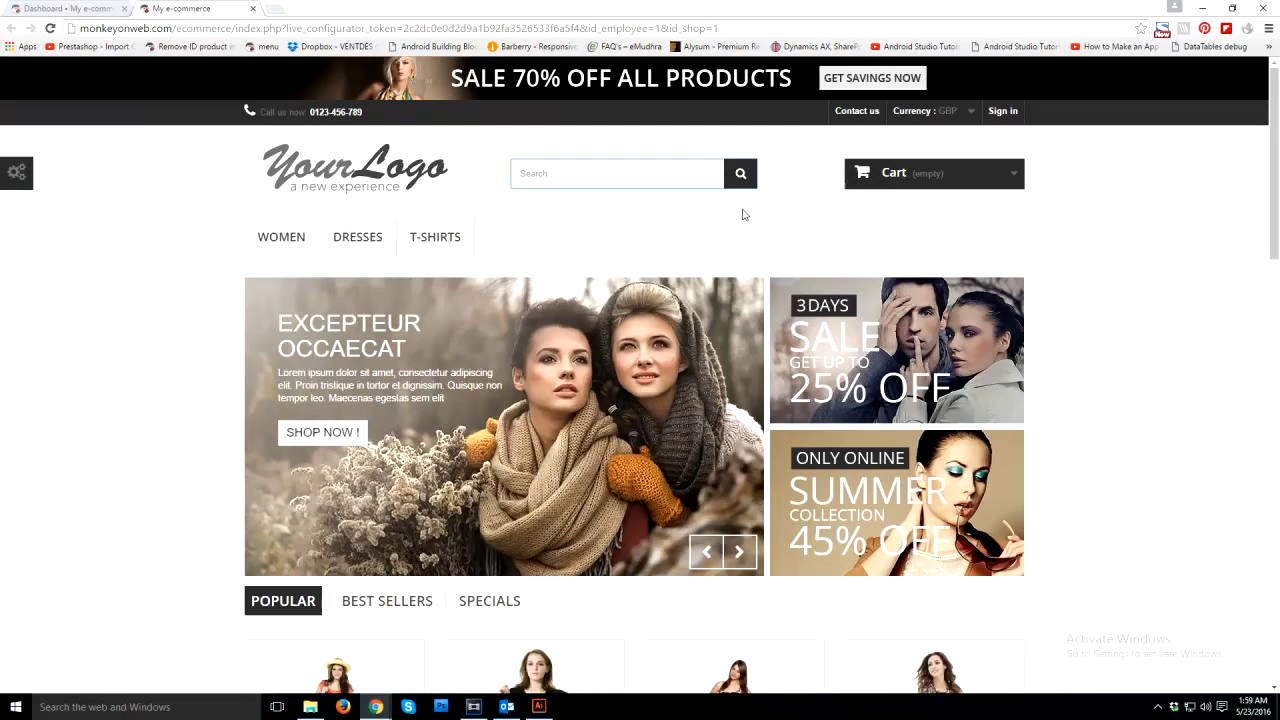 Dashboard • My e-comm
My e-commerce
monkeyonweb.com/ecommerce/index.php?live_configurator_token=2c2dc0e0d2d9a1b92fa3526533f6a5f4&id_employee=1&id_shop=1
Apps
Prestashop - Import
Remove ID product in
menu
Dropbox - VENTDES
Android Building Blo
Barberry - Responsive
FAQ's – eMudhra
Alysum - Premium Re
Dynamics AX, ShareP
Android Studio Tutor
Android Studio Tutor
How to Make an App
DataTables debug
New
SALE 70% OFF ALL PRODUCTS
GET SAVINGS NOW
Call us now: 0123-456-789
Contact us
Currency : GBP
Sign in
YourLogo
a new experience
Search
Cart (empty)
WOMEN
DRESSES
T-SHIRTS
EXCEPTEUR
OCCAECAT
Lorem ipsum dolor sit amet, consectetur adipiscing
elit. Proin tristique in tortor et dignissim. Quisque non
tempor leo. Maecenas egestas sem elit
SHOP NOW !
3 DAYS
SALE
GET UP TO
25% OFF
ONLY ONLINE
SUMMER
COLLECTION
45% OFF
POPULAR
BEST SELLERS
SPECIALS
Activate Windows
Go to Settings to activate Windows.
Search the web and Windows
1:59 AM
5/23/2016